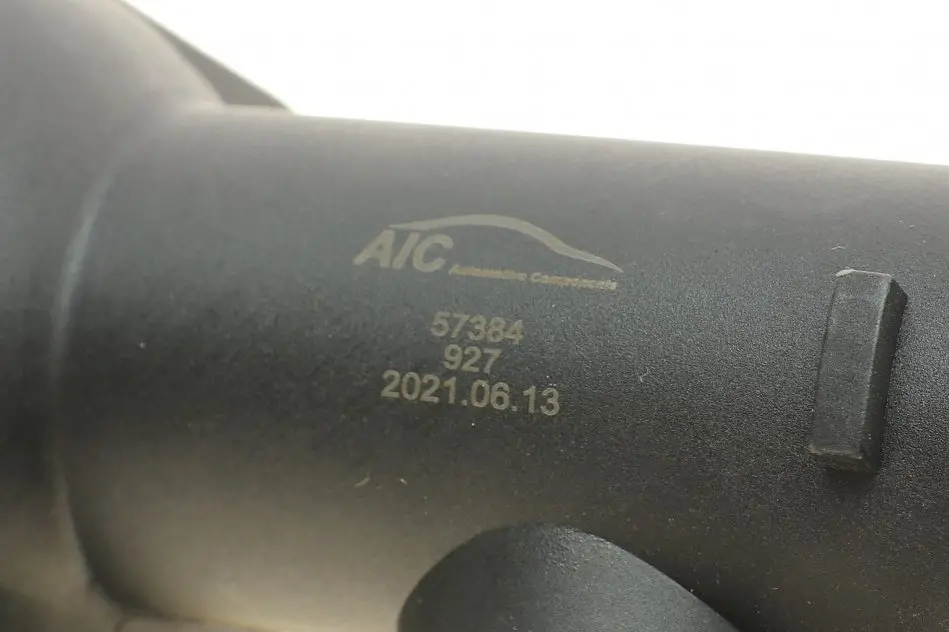 AIC
Automotive Components
57384
927
2021.06.13